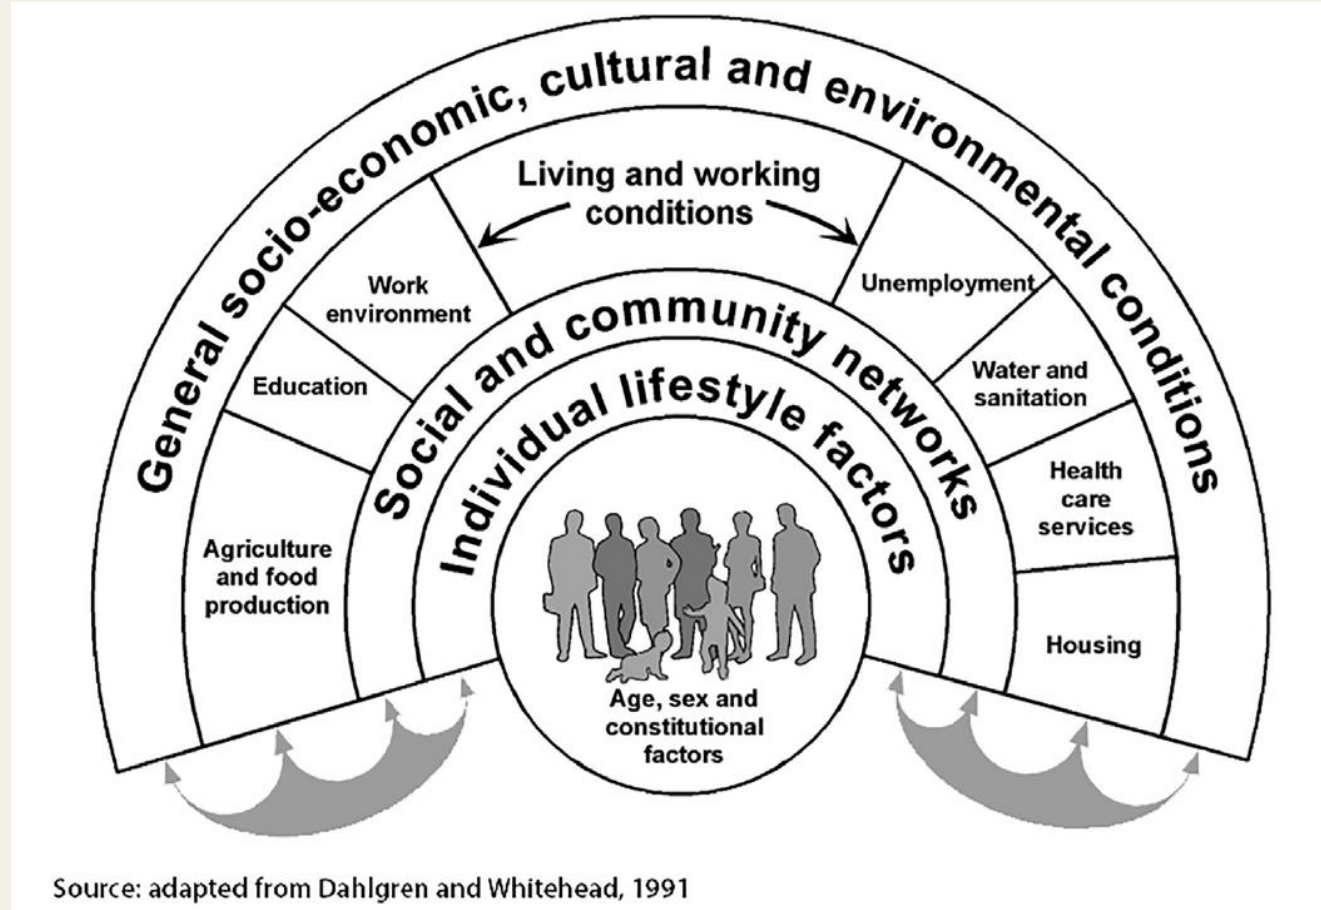 General socio-economic, cultural and environmental conditions
Living and working
conditions
Work
environment
Unemployment
Education
Water and
sanitation
Agriculture
and food
production
Health
care
services
Housing
Social and community networks
Individual lifestyle factors
Age, sex and
constitutional
factors
Source: adapted from Dahlgren and Whitehead, 1991